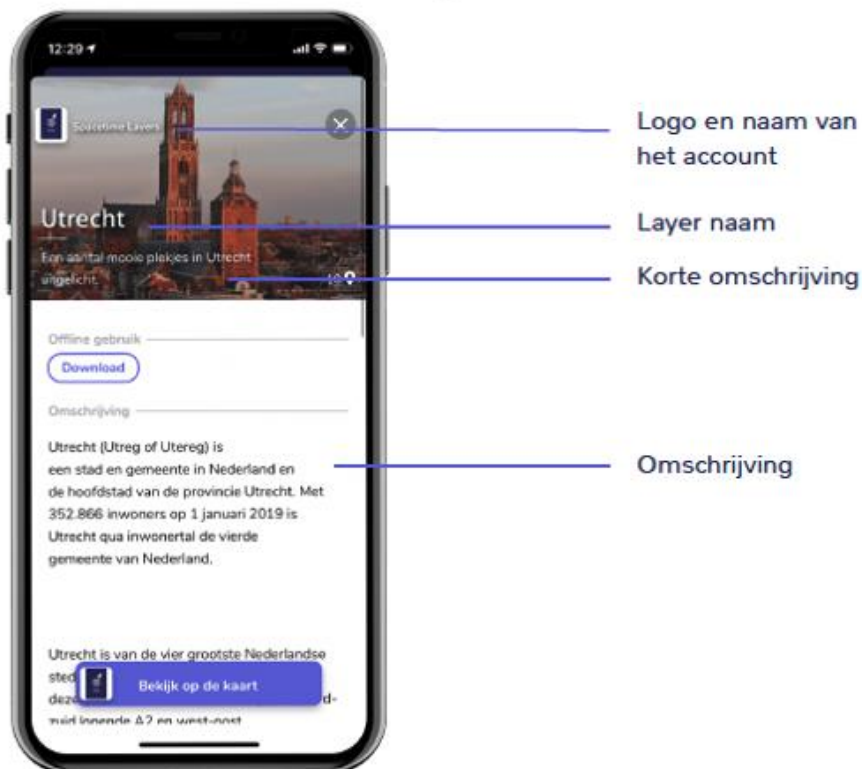 12:29
Spacetime Layers
Logo en naam van
het account
Utrecht
Layer naam
Een aantal mooie plekjes in Utrecht
uitgelicht.
Korte omschrijving
Offline gebruik
Download
Omschrijving
Utrecht (Utreg of Utereg) is
een stad en gemeente in Nederland en
de hoofdstad van de provincie Utrecht. Met
352.866 inwoners op 1 januari 2019 is
Utrecht qua inwonertal de vierde
gemeente van Nederland.
Omschrijving
Utrecht is van de vier grootste Nederlandse
sted
Bekijk op de kaart
deze
d-
zuid lopende A2 en west-oost